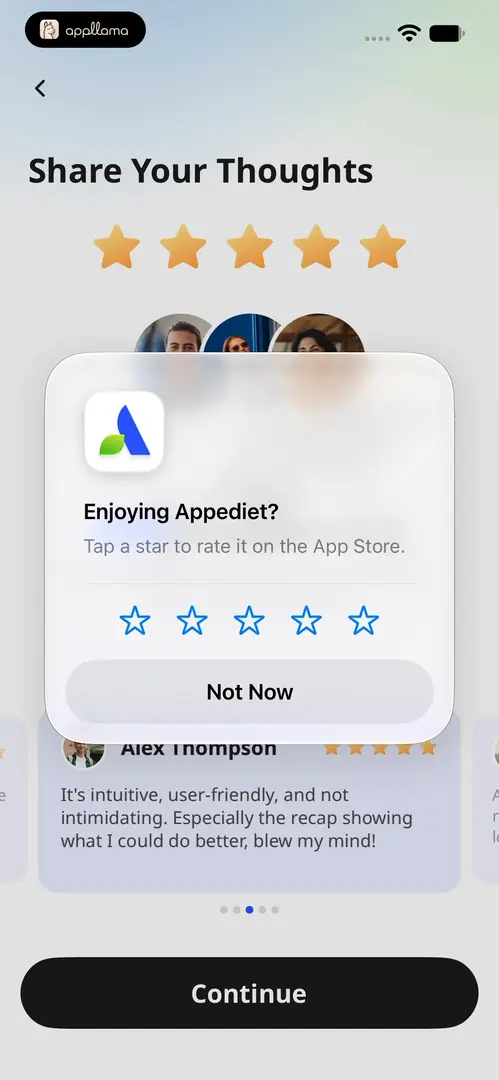 appllama
Share Your Thoughts
Enjoying Appediet?
Tap a star to rate it on the App Store.
Not Now
Alex Thompson
It's intuitive, user-friendly, and not
intimidating. Especially the recap showing
what I could do better, blew my mind!
Continue